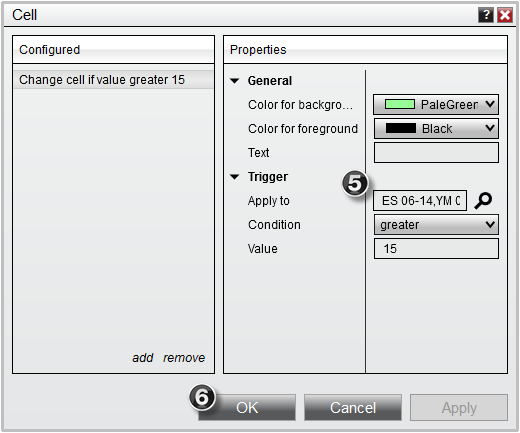 Cell
?
Configured
Properties
Change cell if value greater 15
General
Color for backgro...
PaleGreen
Color for foreground
Black
Text
Trigger
5
Apply to
ES 06-14,YM 0
Condition
greater
Value
15
add remove
6
OK
Cancel
Apply